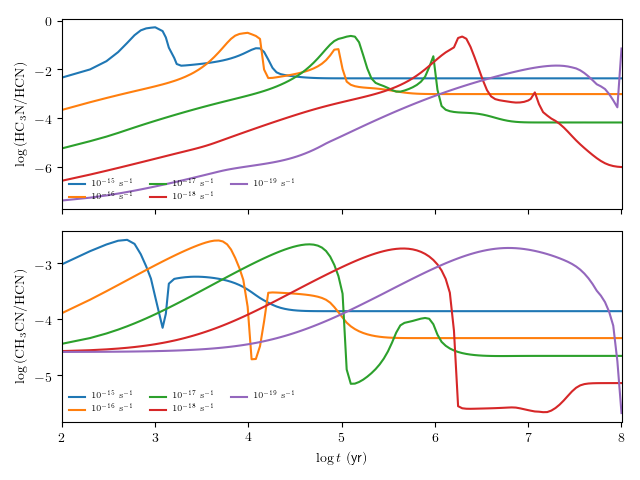 0
−2
−4
−6
log (HC₃N/HCN)
10⁻¹⁵ s⁻¹ 10⁻¹⁷ s⁻¹ 10⁻¹⁹ s⁻¹
10⁻¹⁶ s⁻¹ 10⁻¹⁸ s⁻¹
−3
−4
−5
log (CH₃CN/HCN)
10⁻¹⁵ s⁻¹ 10⁻¹⁷ s⁻¹ 10⁻¹⁹ s⁻¹
10⁻¹⁶ s⁻¹ 10⁻¹⁸ s⁻¹
2 3 4 5 6 7 8
log t (yr)